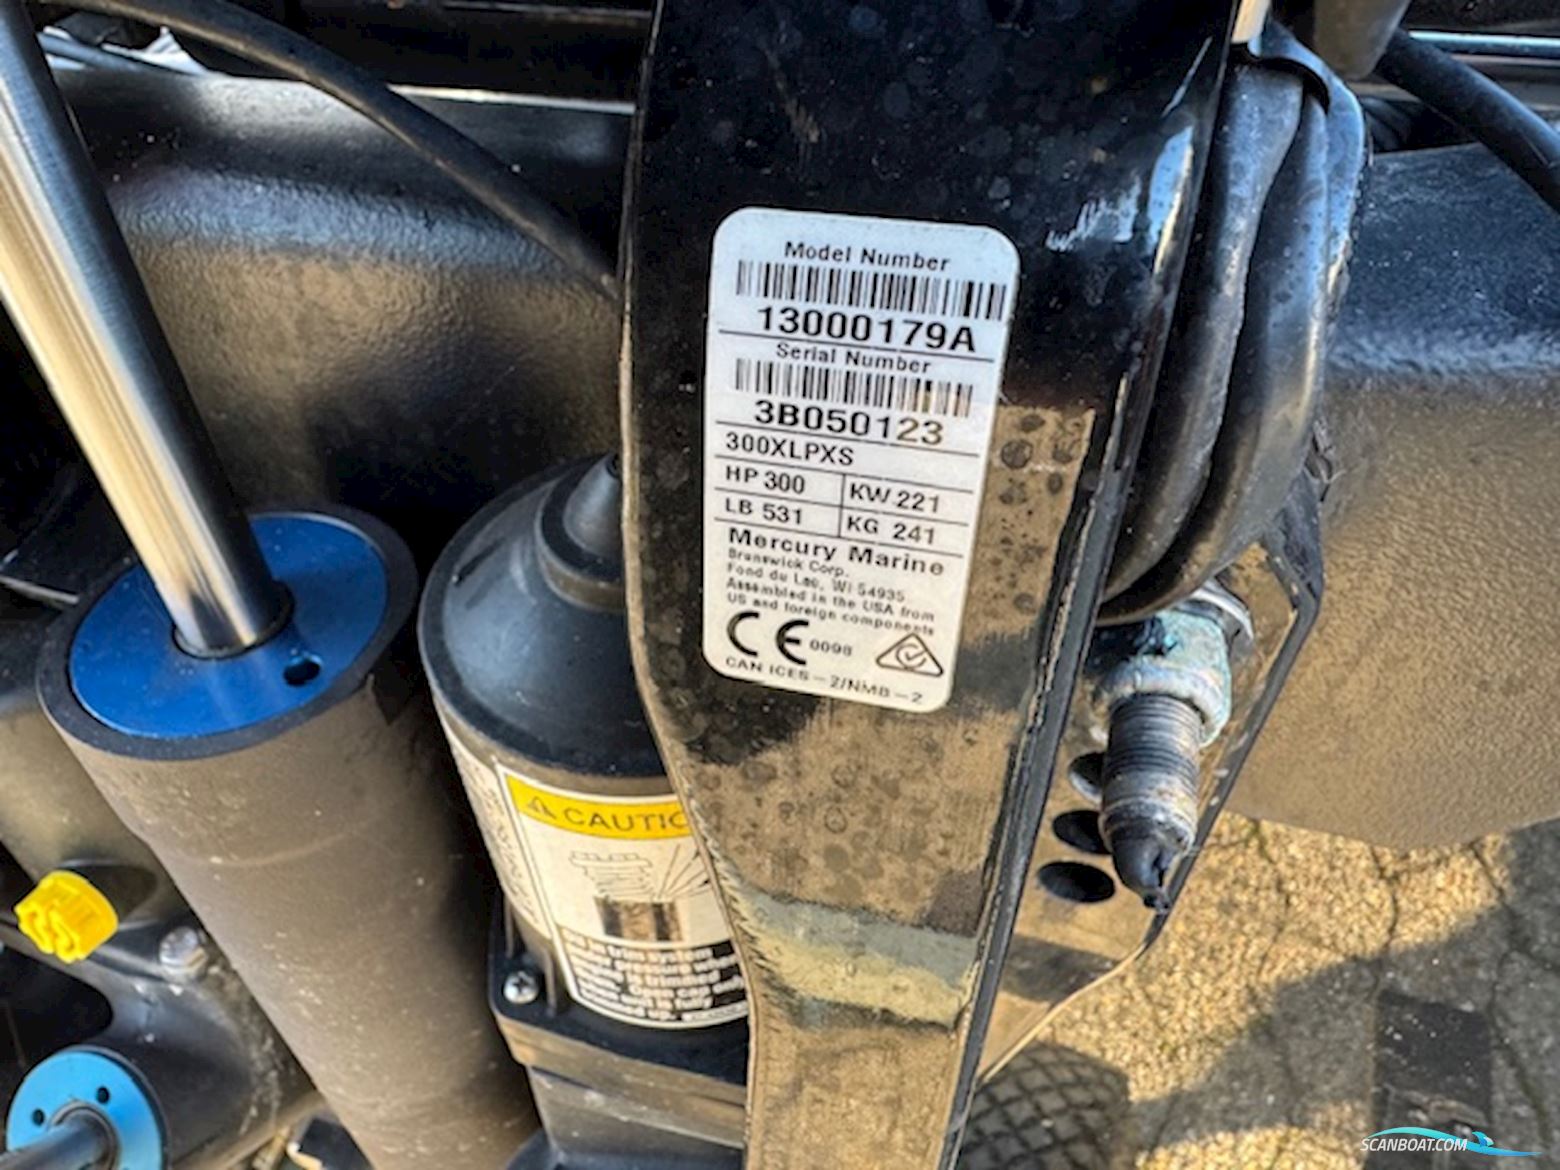 Model Number
13000179A
Serial Number
3B050123
300XLPXS
HP 300
KW 221
LB 531
KG 241
Mercury Marine
Brunswick Corp.
Fond du Lac, WI 54935
Assembled in the USA from
US and foreign components
CE 0098
CAN ICES-2/NMB-2
CAUTIO
SCANBOAT.COM